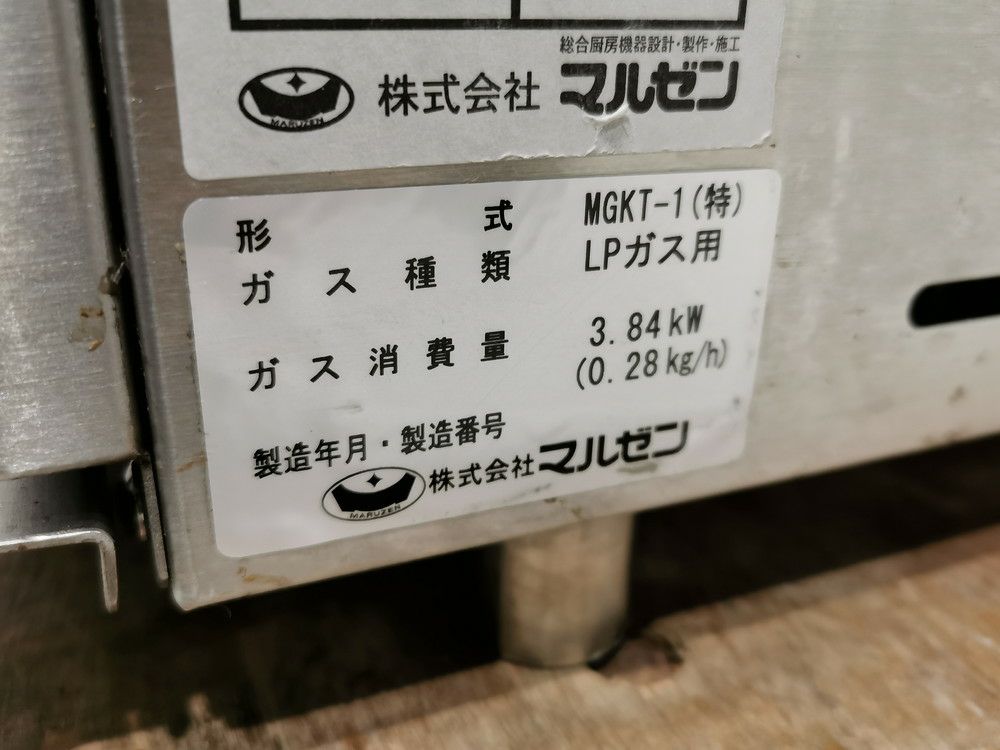 総合厨房機器設計・製作・施工
MARUZEN 株式会社 マルゼン
形式 MGKT-1(特)
ガス種類 LPガス用
ガス消費量 3.84kW
(0.28kg/h)
製造年月・製造番号
MARUZEN 株式会社マルゼン